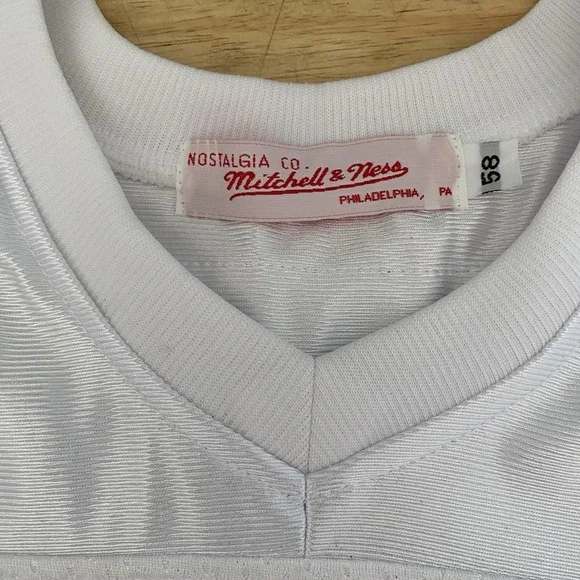 NOSTALGIA CO.
Mitchell & Ness
PHILADELPHIA, PA
58